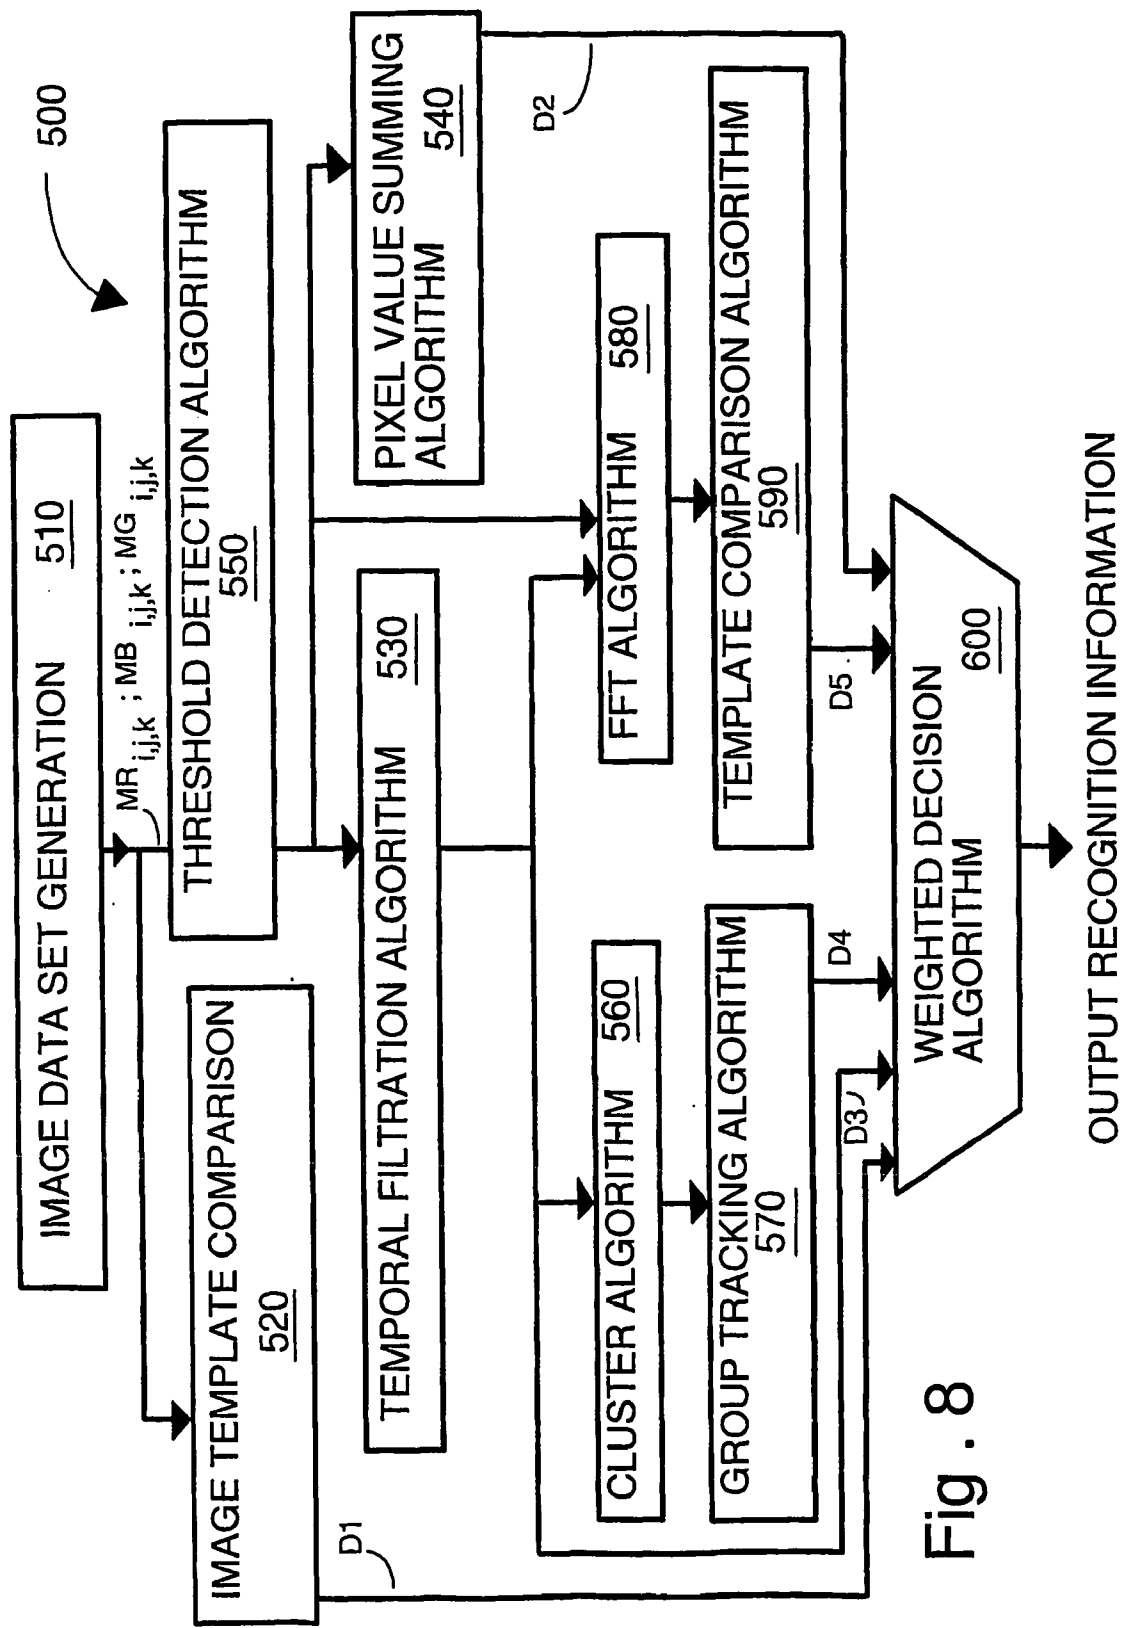 500
IMAGE DATA SET GENERATION 510
MR i,j,k ; MB i,j,k ; MG i,j,k
IMAGE TEMPLATE COMPARISON
520
THRESHOLD DETECTION ALGORITHM
550
TEMPORAL FILTRATION ALGORITHM 530
PIXEL VALUE SUMMING
ALGORITHM 540
D1
D2
CLUSTER ALGORITHM 560
FFT ALGORITHM 580
GROUP TRACKING ALGORITHM
570
TEMPLATE COMPARISON ALGORITHM
590
D3
D4
D5
WEIGHTED DECISION
ALGORITHM 600
OUTPUT RECOGNITION INFORMATION
Fig. 8